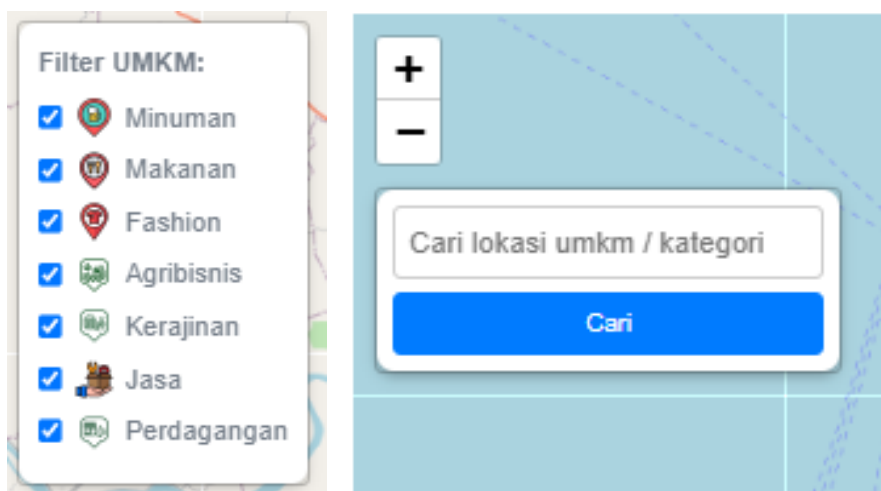 Filter UMKM:
Minuman
Makanan
Fashion
Agribisnis
Kerajinan
Jasa
Perdagangan
+
−
Cari lokasi umkm / kategori
Cari